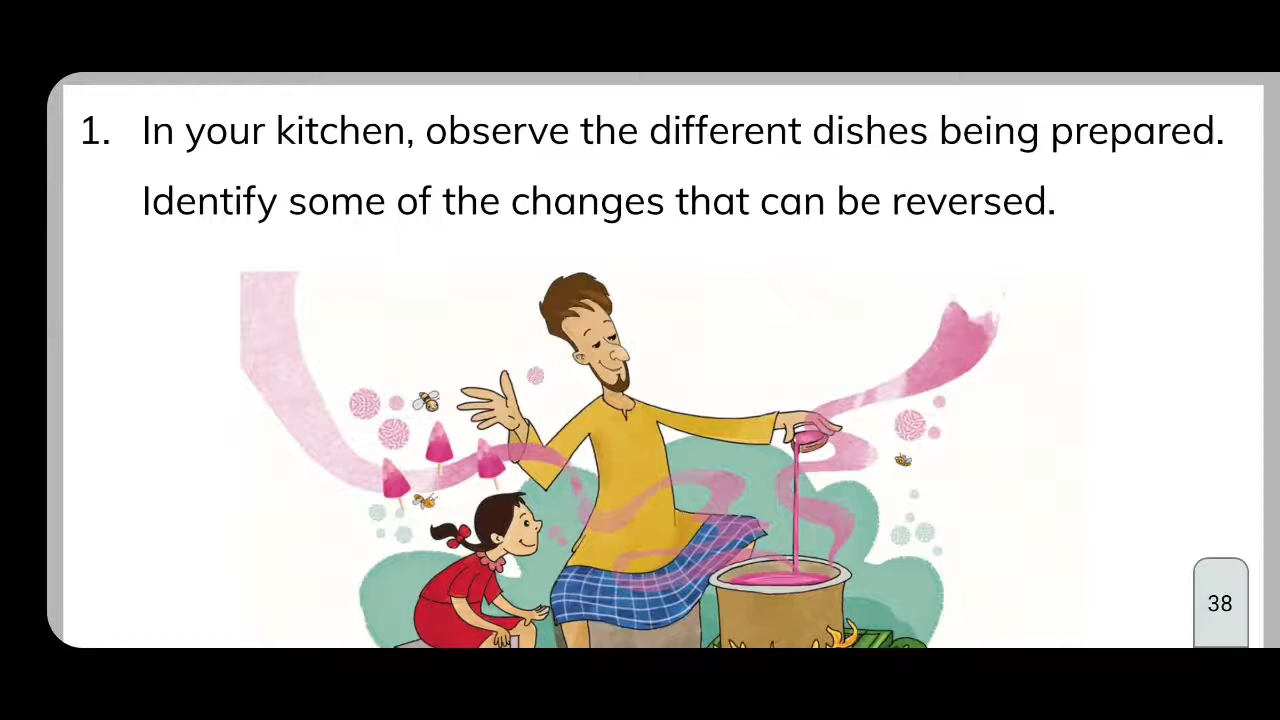 1. In your kitchen, observe the different dishes being prepared.
Identify some of the changes that can be reversed.
38